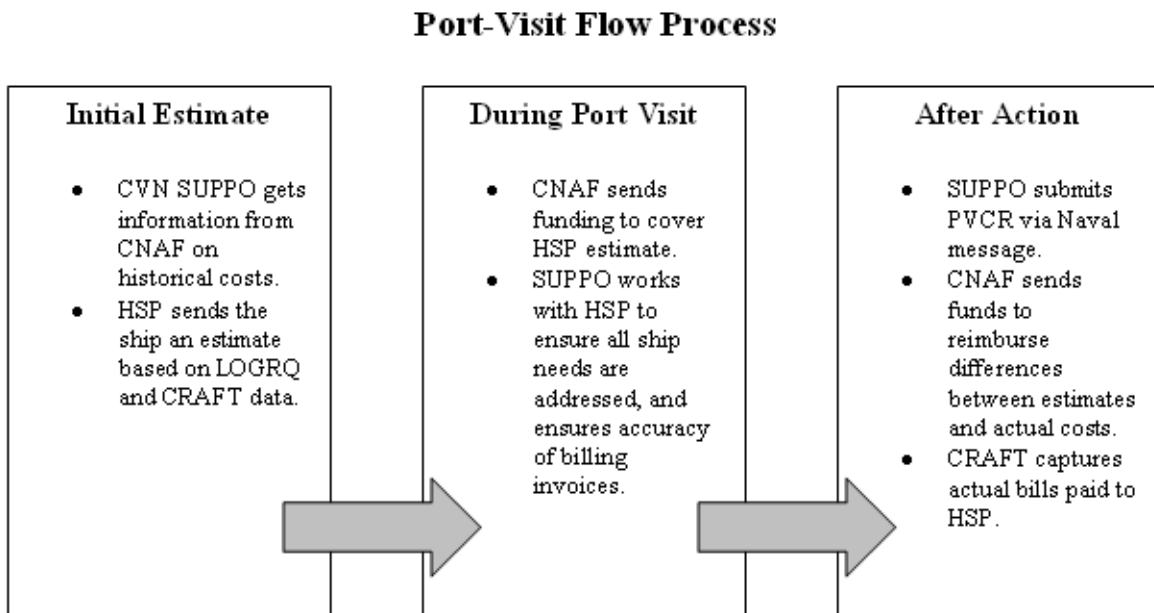 Port-Visit Flow Process
Initial Estimate
● CVN SUPPO gets
information from
CNAF on
historical costs.
● HSP sends the
ship an estimate
based on LOGRQ
and CRAFT data.
During Port Visit
● CNAF sends
funding to cover
HSP estimate.
● SUPPO works
with HSP to
ensure all ship
needs are
addressed, and
ensures accuracy
of billing
invoices.
After Action
● SUPPO submits
PVCR via Naval
message.
● CNAF sends
funds to
reimburse
differences
between estimates
and actual costs.
● CRAFT captures
actual bills paid to
HSP.